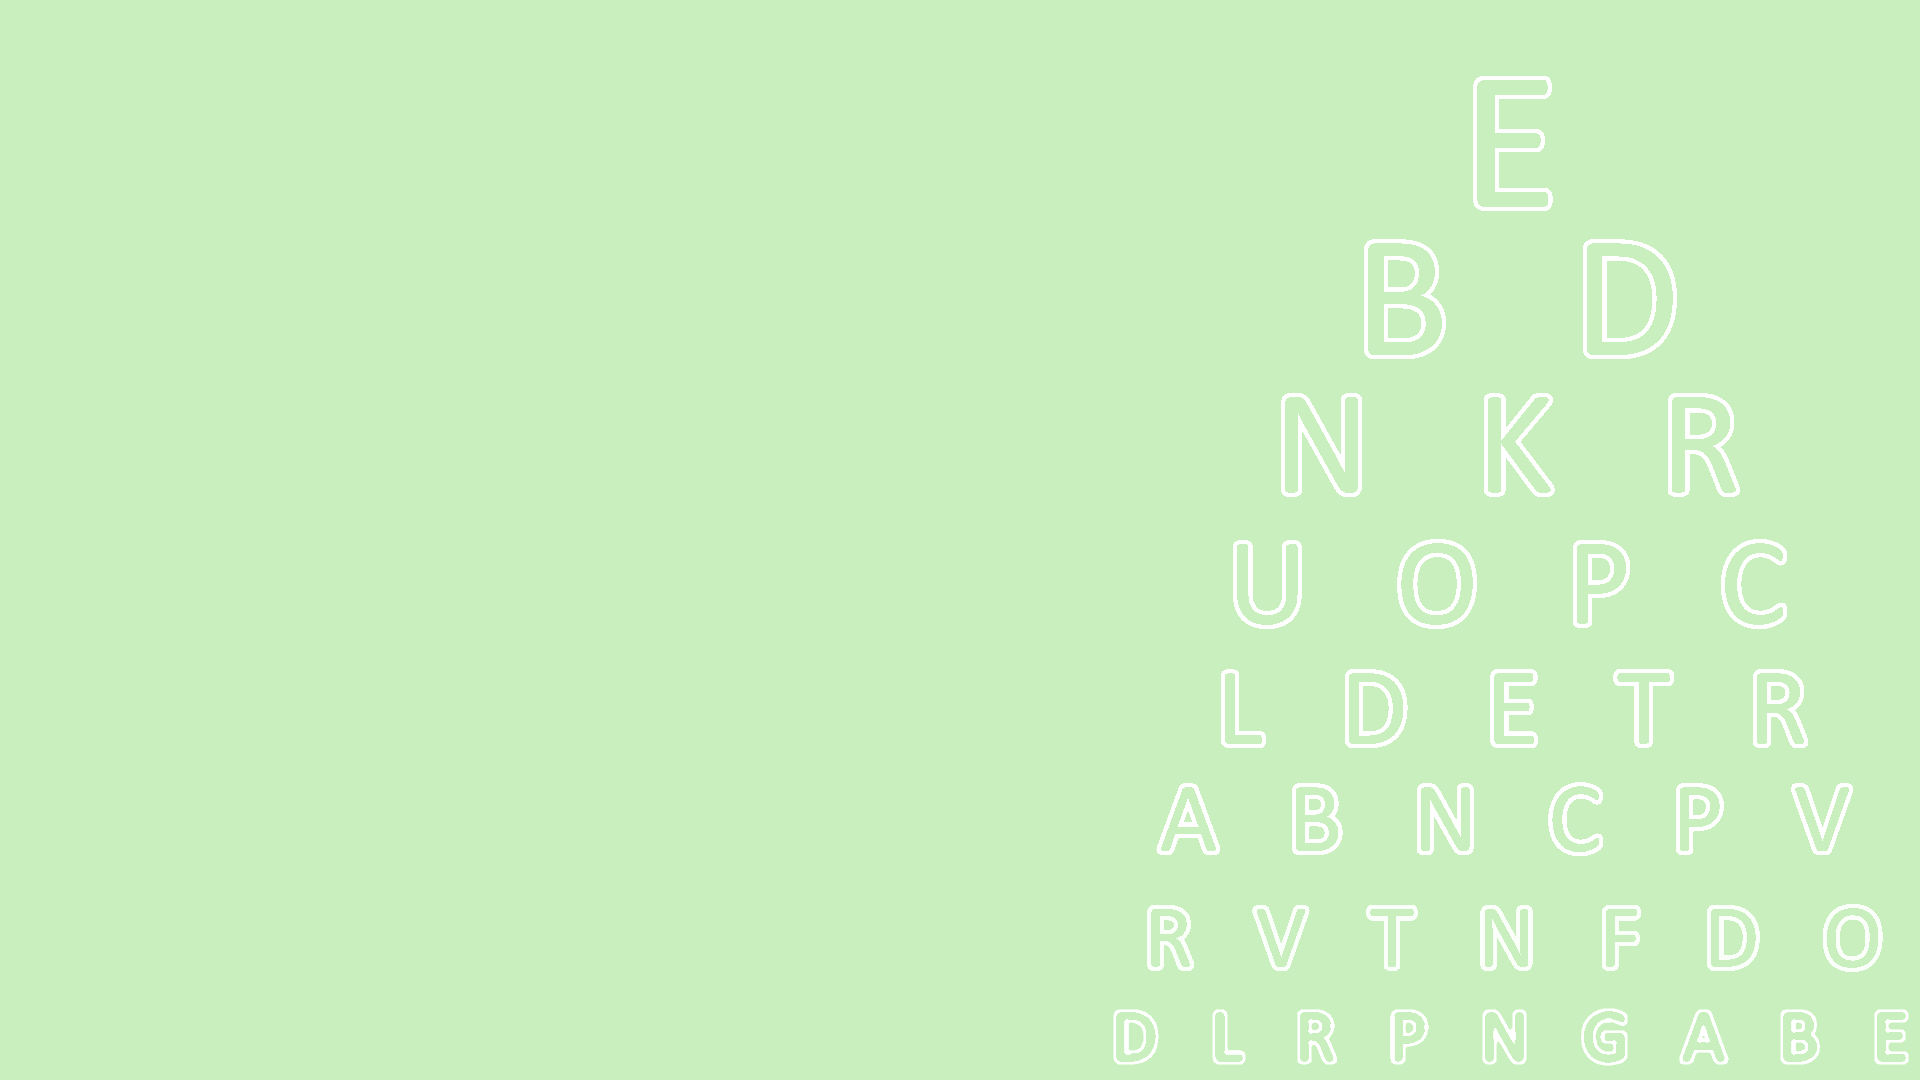 E
B D
N K R
U O P C
L D E T R
A B N C P V
R V T N F D O
D L R P N G A B E